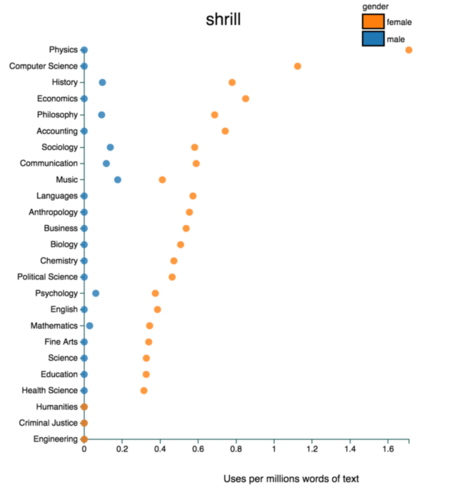 shrill
gender
female
male
Physics
Computer Science
History
Economics
Philosophy
Accounting
Sociology
Communication
Music
Languages
Anthropology
Business
Biology
Chemistry
Political Science
Psychology
English
Mathematics
Fine Arts
Science
Education
Health Science
Humanities
Criminal Justice
Engineering
0 0.2 0.4 0.6 0.8 1 1.2 1.4 1.6
Uses per millions words of text